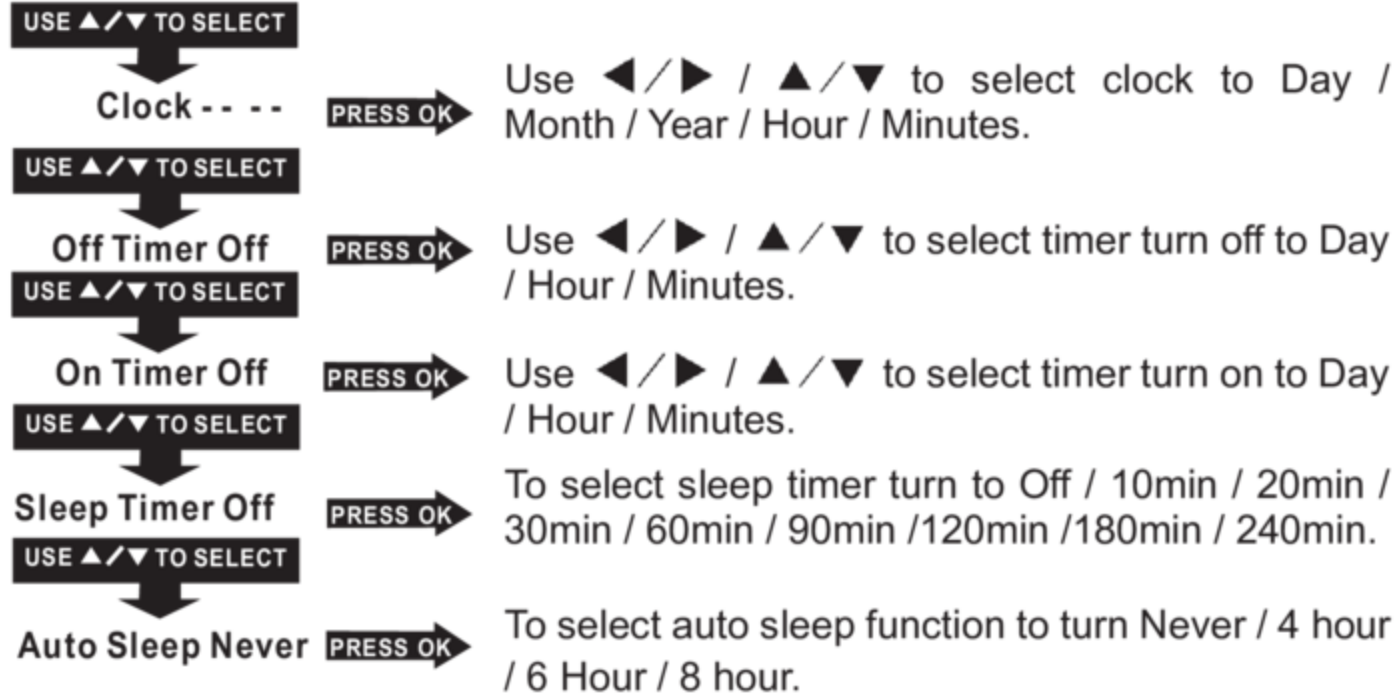 USE ▲/▼ TO SELECT
Clock -- --
PRESS OK
Use ◀/▶ / ▲/▼ to select clock to Day /
Month / Year / Hour / Minutes.
USE ▲/▼ TO SELECT
Off Timer Off
PRESS OK
Use ◀/▶ / ▲/▼ to select timer turn off to Day
/ Hour / Minutes.
USE ▲/▼ TO SELECT
On Timer Off
PRESS OK
Use ◀/▶ / ▲/▼ to select timer turn on to Day
/ Hour / Minutes.
USE ▲/▼ TO SELECT
Sleep Timer Off
PRESS OK
To select sleep timer turn to Off / 10min / 20min /
30min / 60min / 90min /120min /180min / 240min.
USE ▲/▼ TO SELECT
Auto Sleep Never
PRESS OK
To select auto sleep function to turn Never / 4 hour
/ 6 Hour / 8 hour.